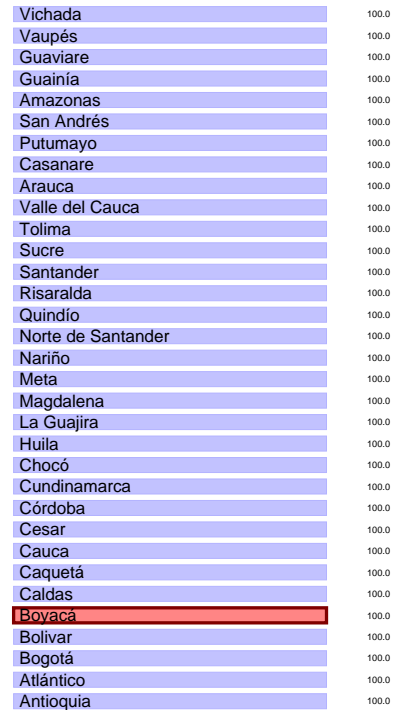 Vichada 100.0
Vaupés 100.0
Guaviare 100.0
Guainía 100.0
Amazonas 100.0
San Andrés 100.0
Putumayo 100.0
Casanare 100.0
Arauca 100.0
Valle del Cauca 100.0
Tolima 100.0
Sucre 100.0
Santander 100.0
Risaralda 100.0
Quindío 100.0
Norte de Santander 100.0
Nariño 100.0
Meta 100.0
Magdalena 100.0
La Guajira 100.0
Huila 100.0
Chocó 100.0
Cundinamarca 100.0
Córdoba 100.0
Cesar 100.0
Cauca 100.0
Caquetá 100.0
Caldas 100.0
Boyacá 100.0
Bolivar 100.0
Bogotá 100.0
Atlántico 100.0
Antioquia 100.0